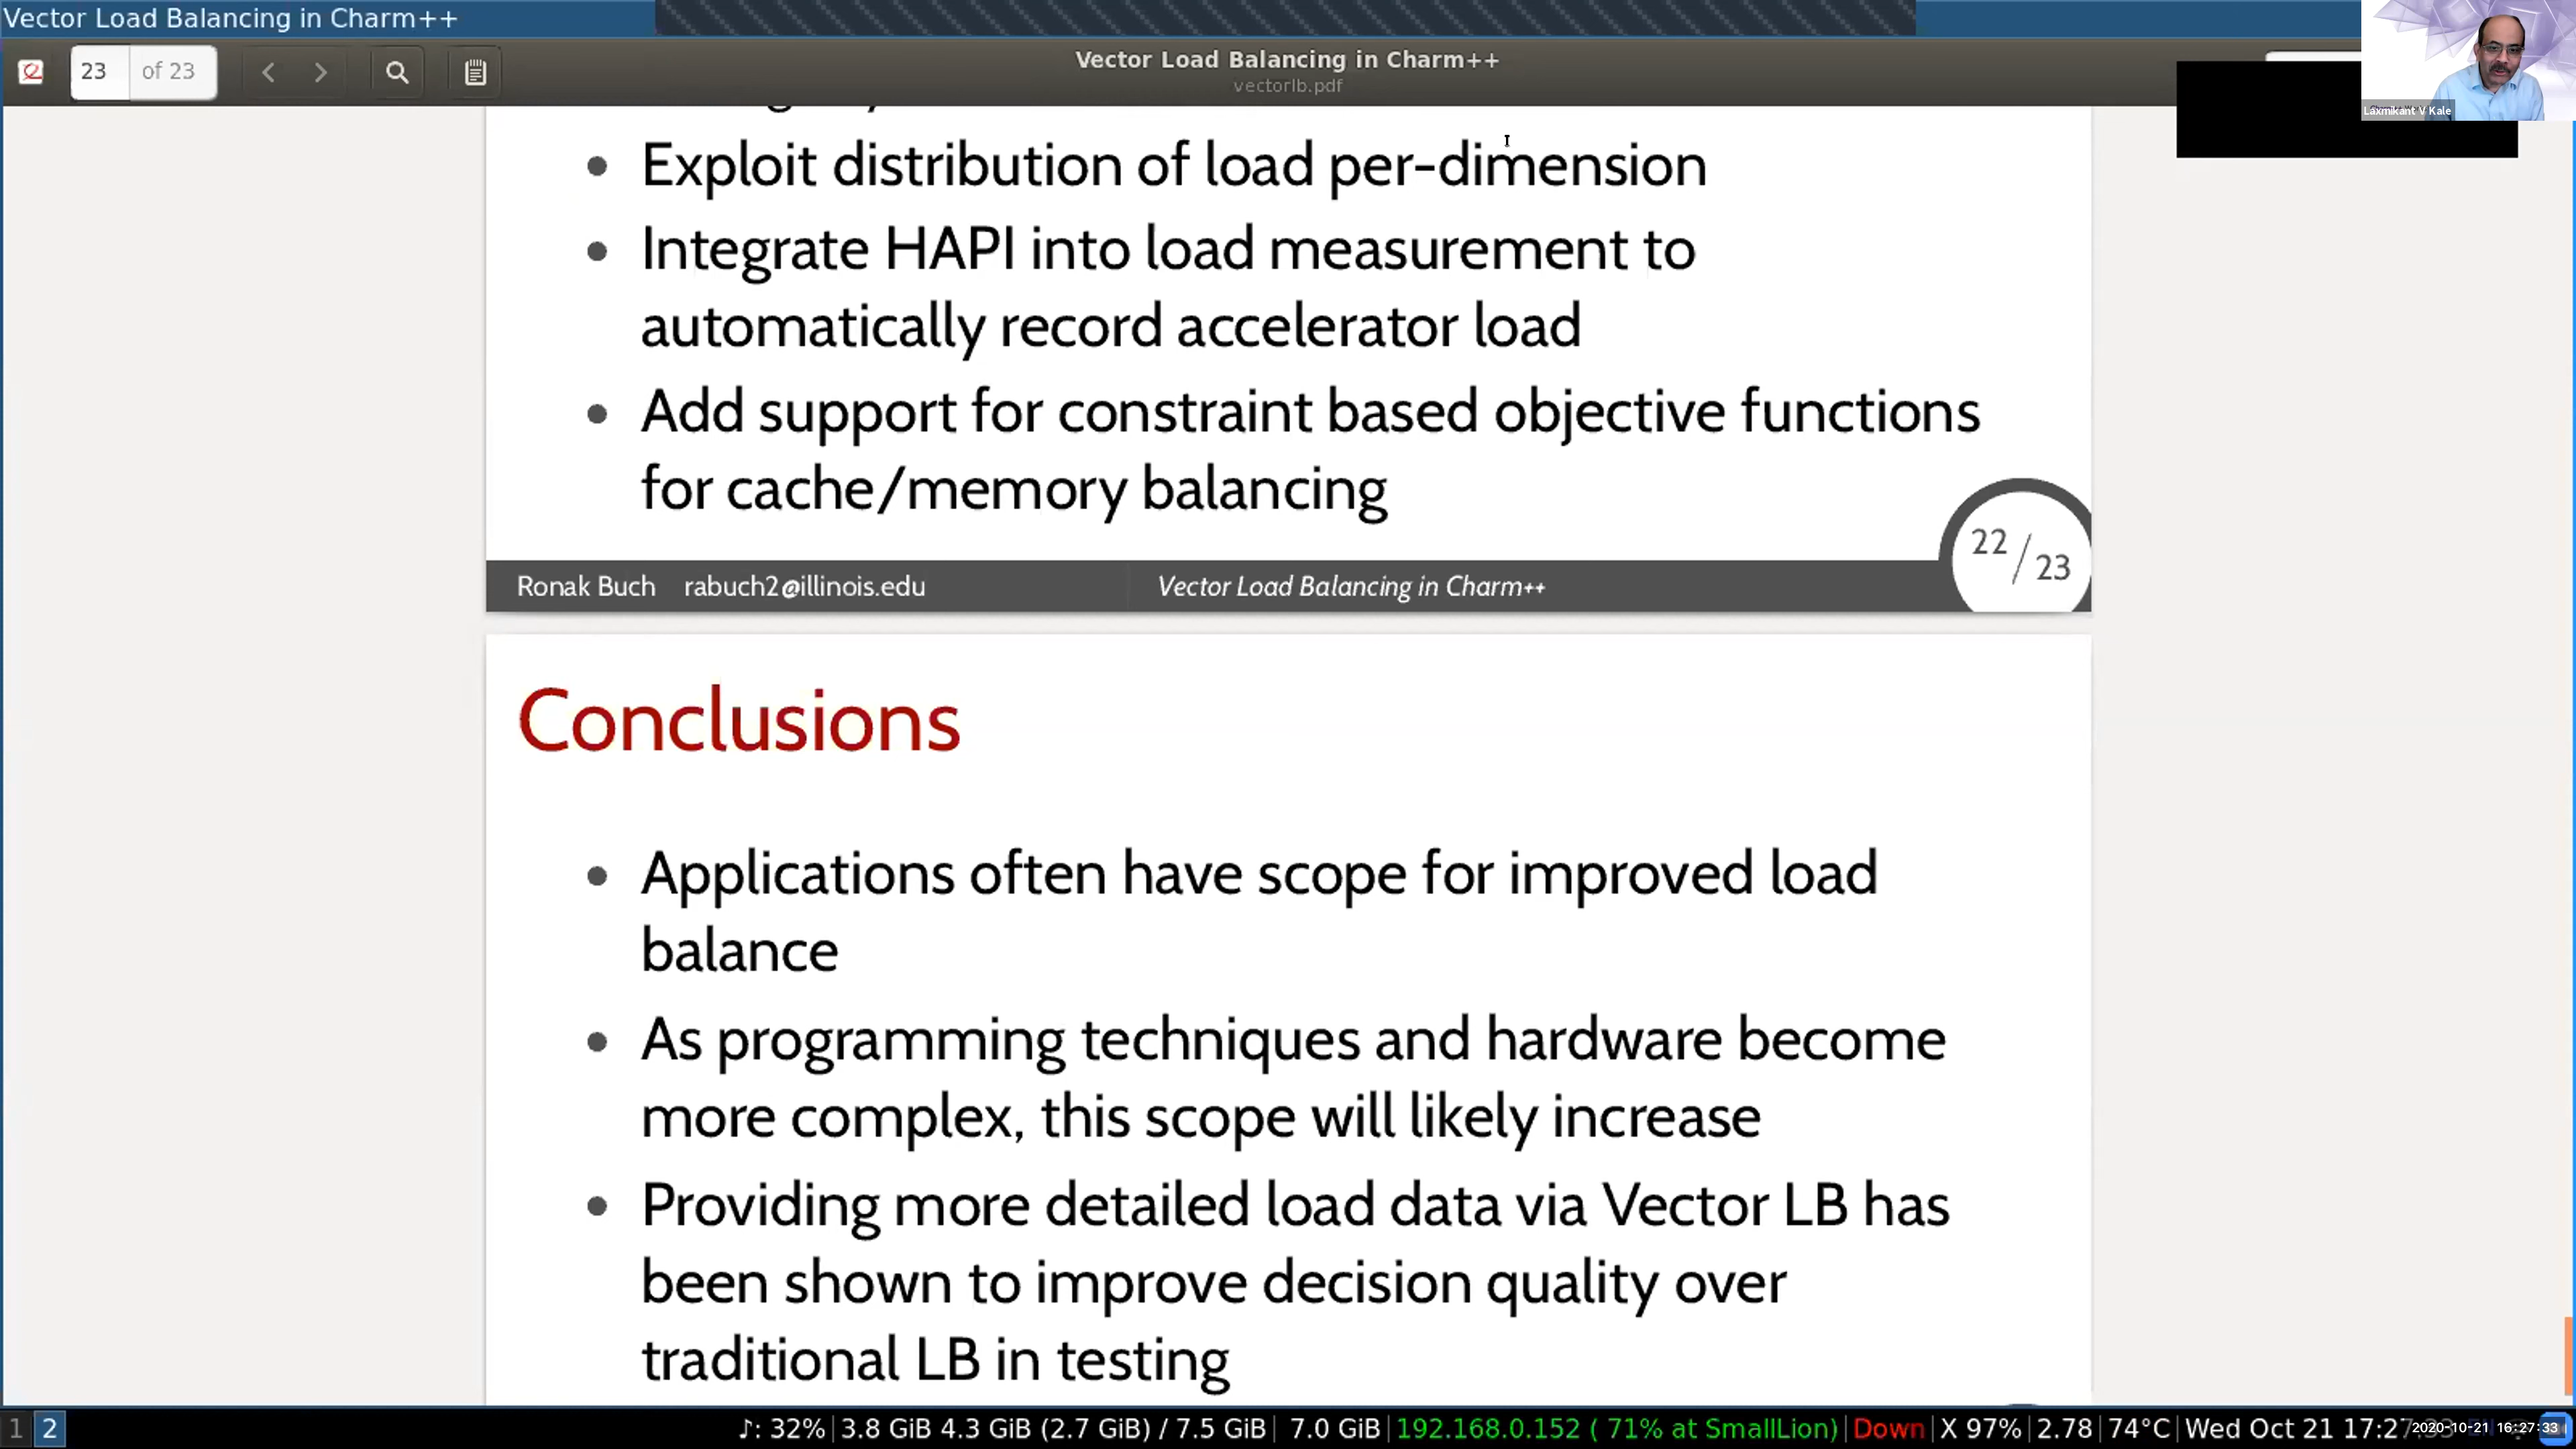 Vector Load Balancing in Charm++
23 of 23
Vector Load Balancing in Charm++
vectorlb.pdf
Laxmikant V Kale
Exploit distribution of load per-dimension
Integrate HAPI into load measurement to
automatically record accelerator load
Add support for constraint based objective functions
for cache/memory balancing
22/23
Ronak Buch rabuch2@illinois.edu Vector Load Balancing in Charm++
Conclusions
Applications often have scope for improved load
balance
As programming techniques and hardware become
more complex, this scope will likely increase
Providing more detailed load data via Vector LB has
been shown to improve decision quality over
traditional LB in testing
1 2 ♪: 32% | 3.8 GiB 4.3 GiB (2.7 GiB) / 7.5 GiB | 7.0 GiB | 192.168.0.152 ( 71% at SmallLion) | Down | X 97% | 2.78 | 74°C | Wed Oct 21 17:27 2020-10-21 16:27:33